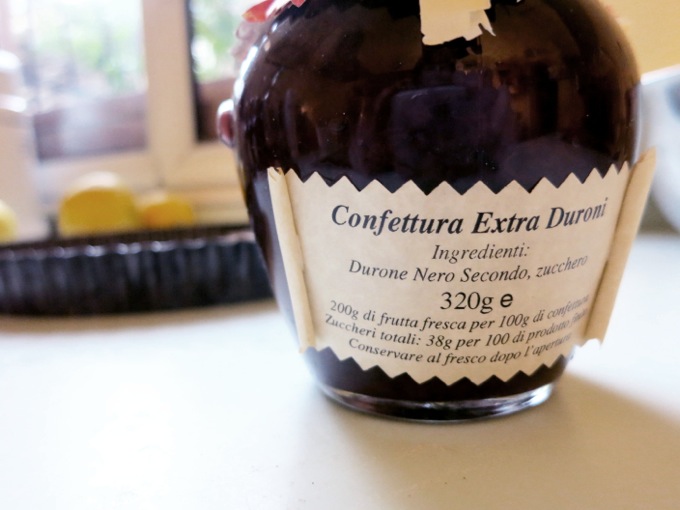 Confettura Extra Duroni
Ingredienti:
Durone Nero Secondo, zucchero
320g ℮
200g di frutta fresca per 100g di confettura
Zuccheri totali: 38g per 100 di prodotto
Conservare al fresco dopo l'apertura